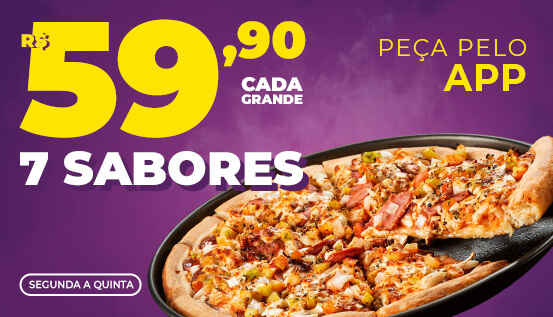 R$59,90
CADA
GRANDE
7 SABORES
PEÇA PELO
APP
SEGUNDA A QUINTA